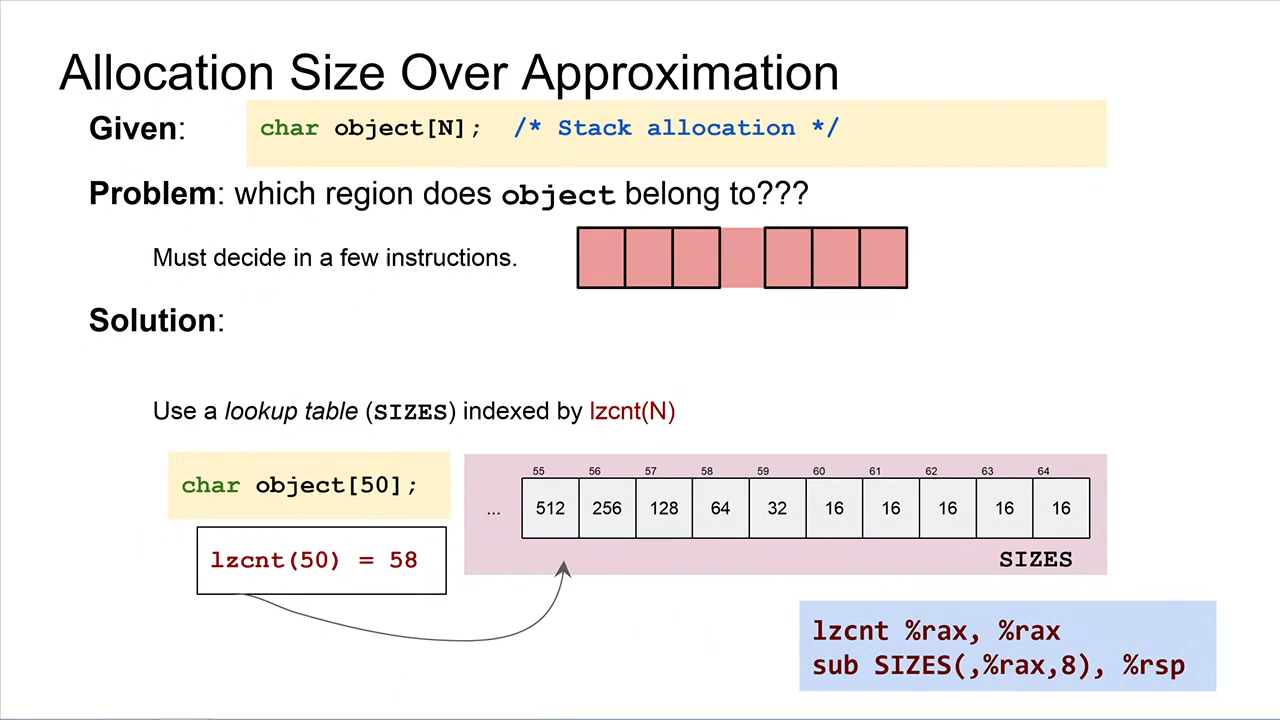 Allocation Size Over Approximation
Given: char object[N]; /* Stack allocation */
Problem: which region does object belong to???
Must decide in a few instructions.
Solution:
Use a lookup table (SIZES) indexed by lzcnt(N)
char object[50];
lzcnt(50) = 58
55 56 57 58 59 60 61 62 63 64
... 512 256 128 64 32 16 16 16 16 16
SIZES
lzcnt %rax, %rax
sub SIZES(,%rax,8), %rsp